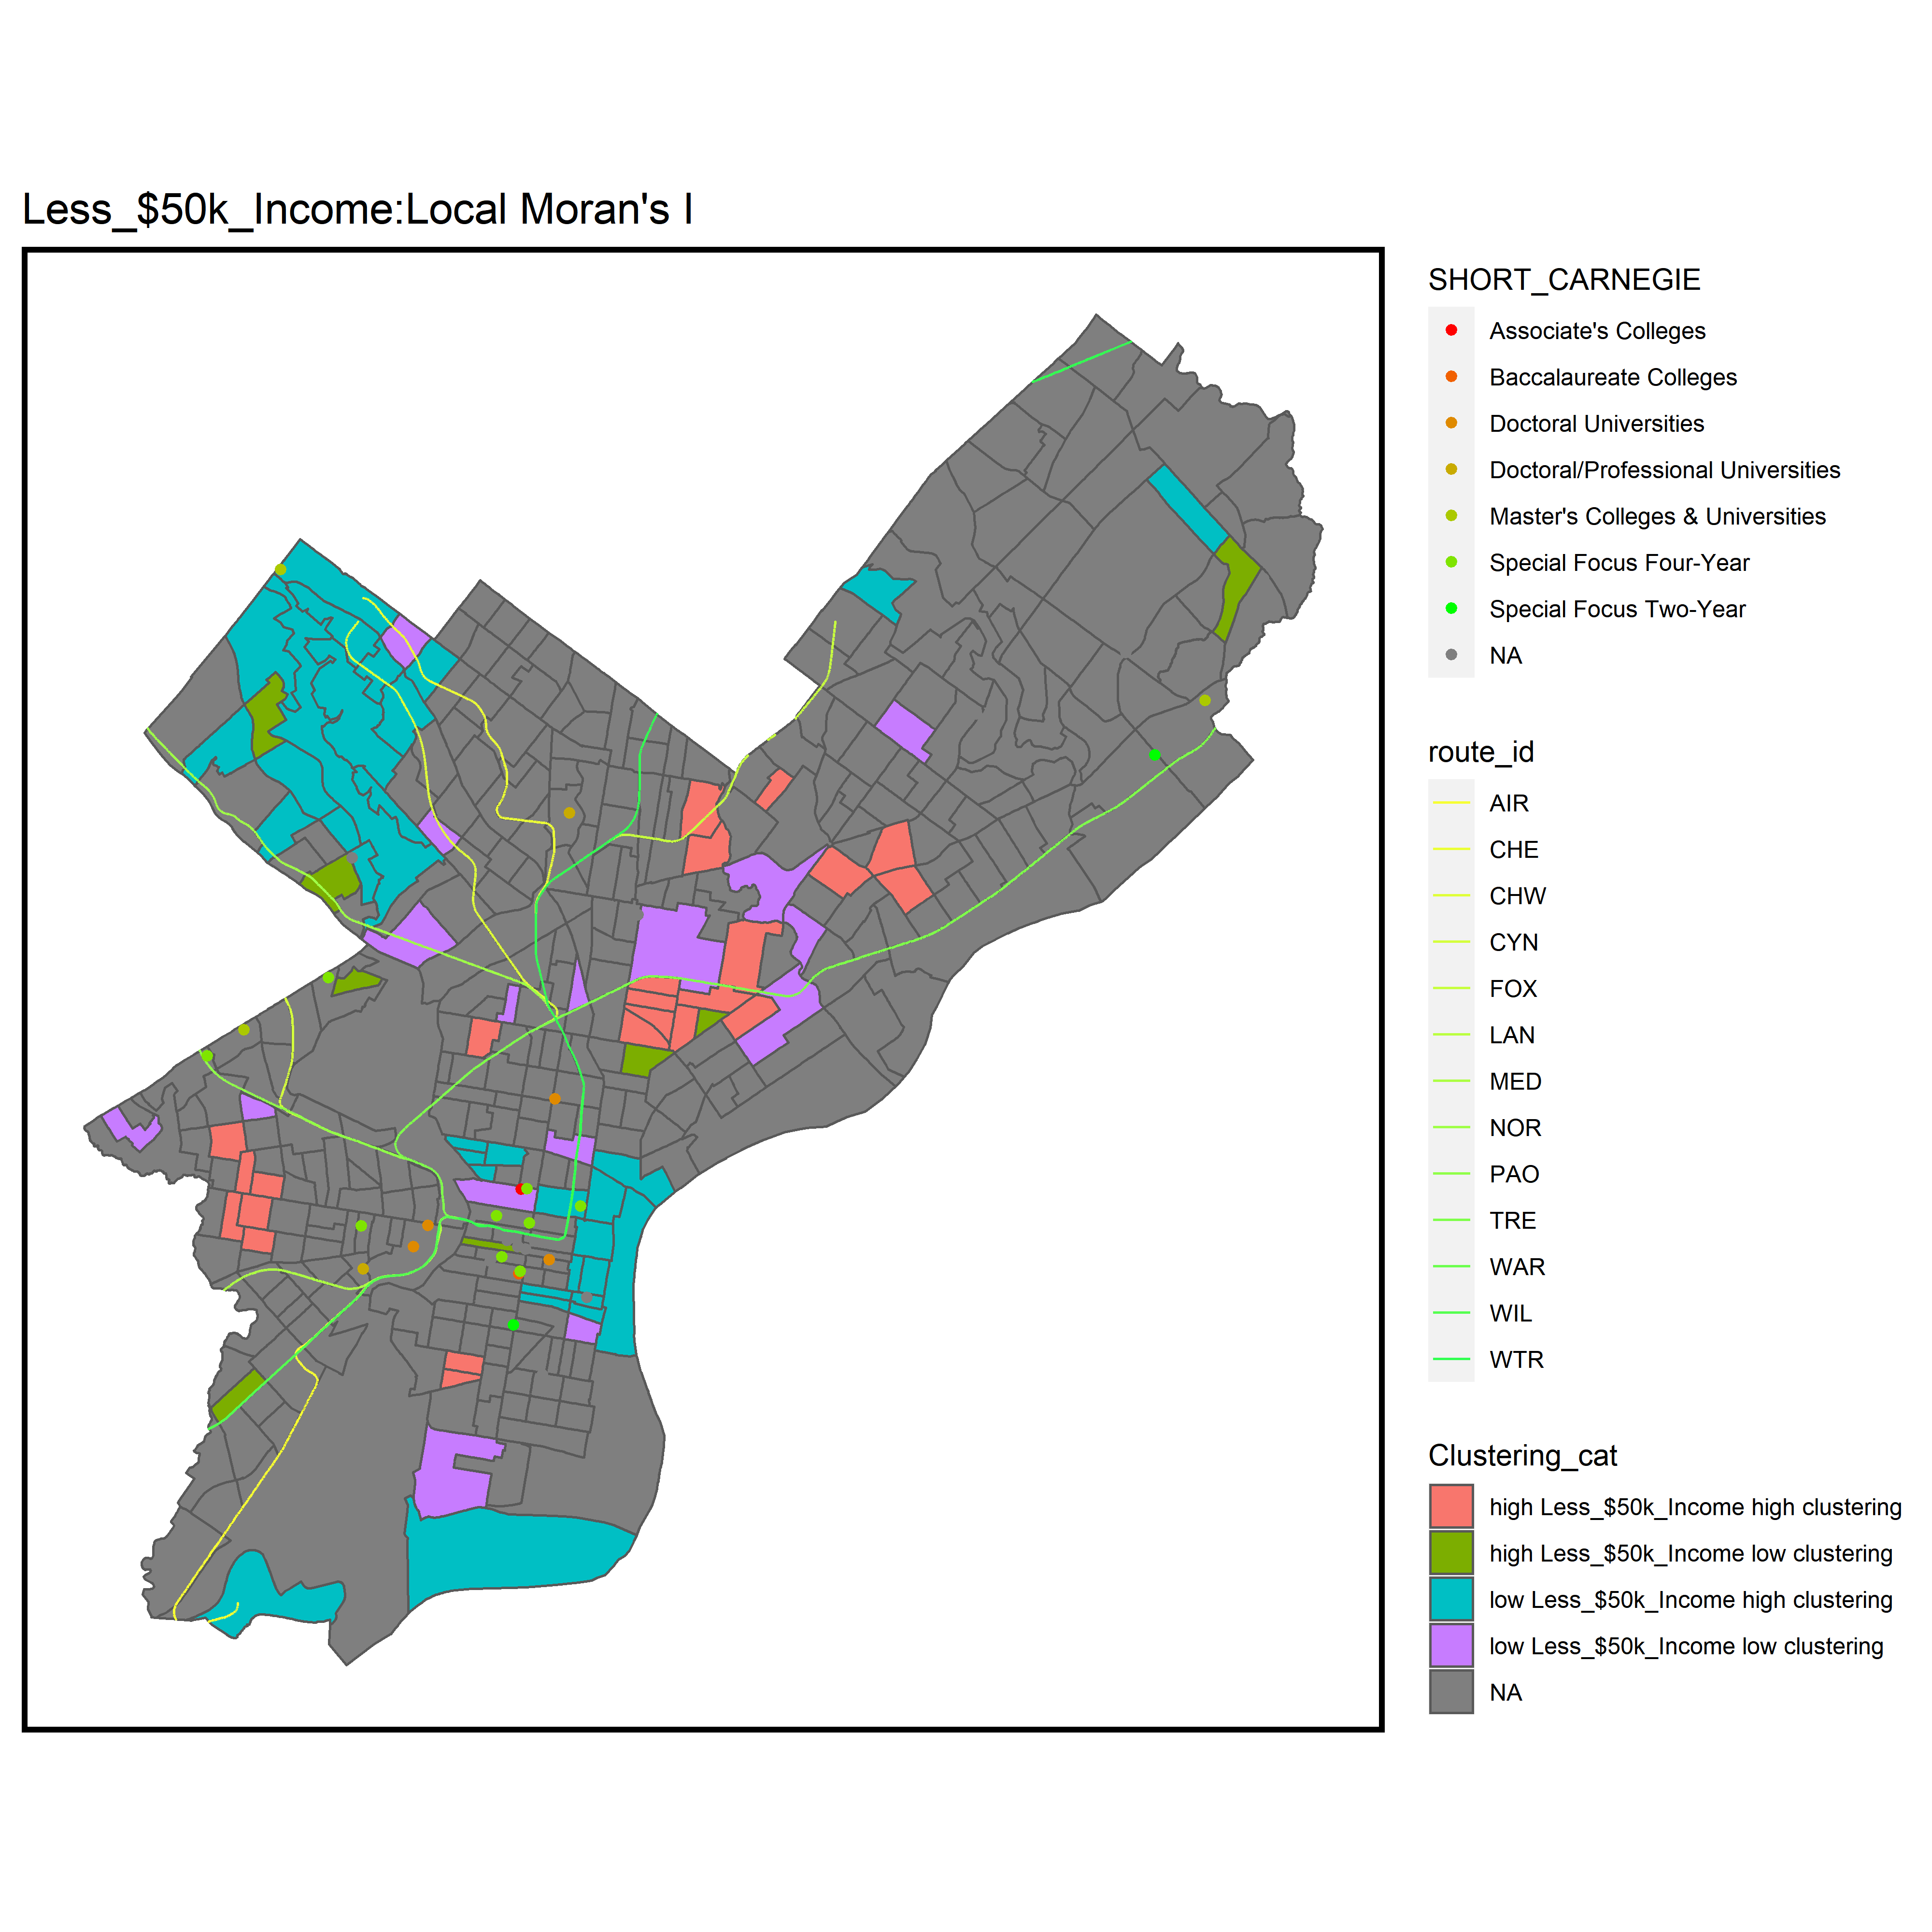 Less_$50k_Income:Local Moran's I
SHORT_CARNEGIE
Associate's Colleges
Baccalaureate Colleges
Doctoral Universities
Doctoral/Professional Universities
Master's Colleges & Universities
Special Focus Four-Year
Special Focus Two-Year
NA
route_id
AIR
CHE
CHW
CYN
FOX
LAN
MED
NOR
PAO
TRE
WAR
WIL
WTR
Clustering_cat
high Less_$50k_Income high clustering
high Less_$50k_Income low clustering
low Less_$50k_Income high clustering
low Less_$50k_Income low clustering
NA